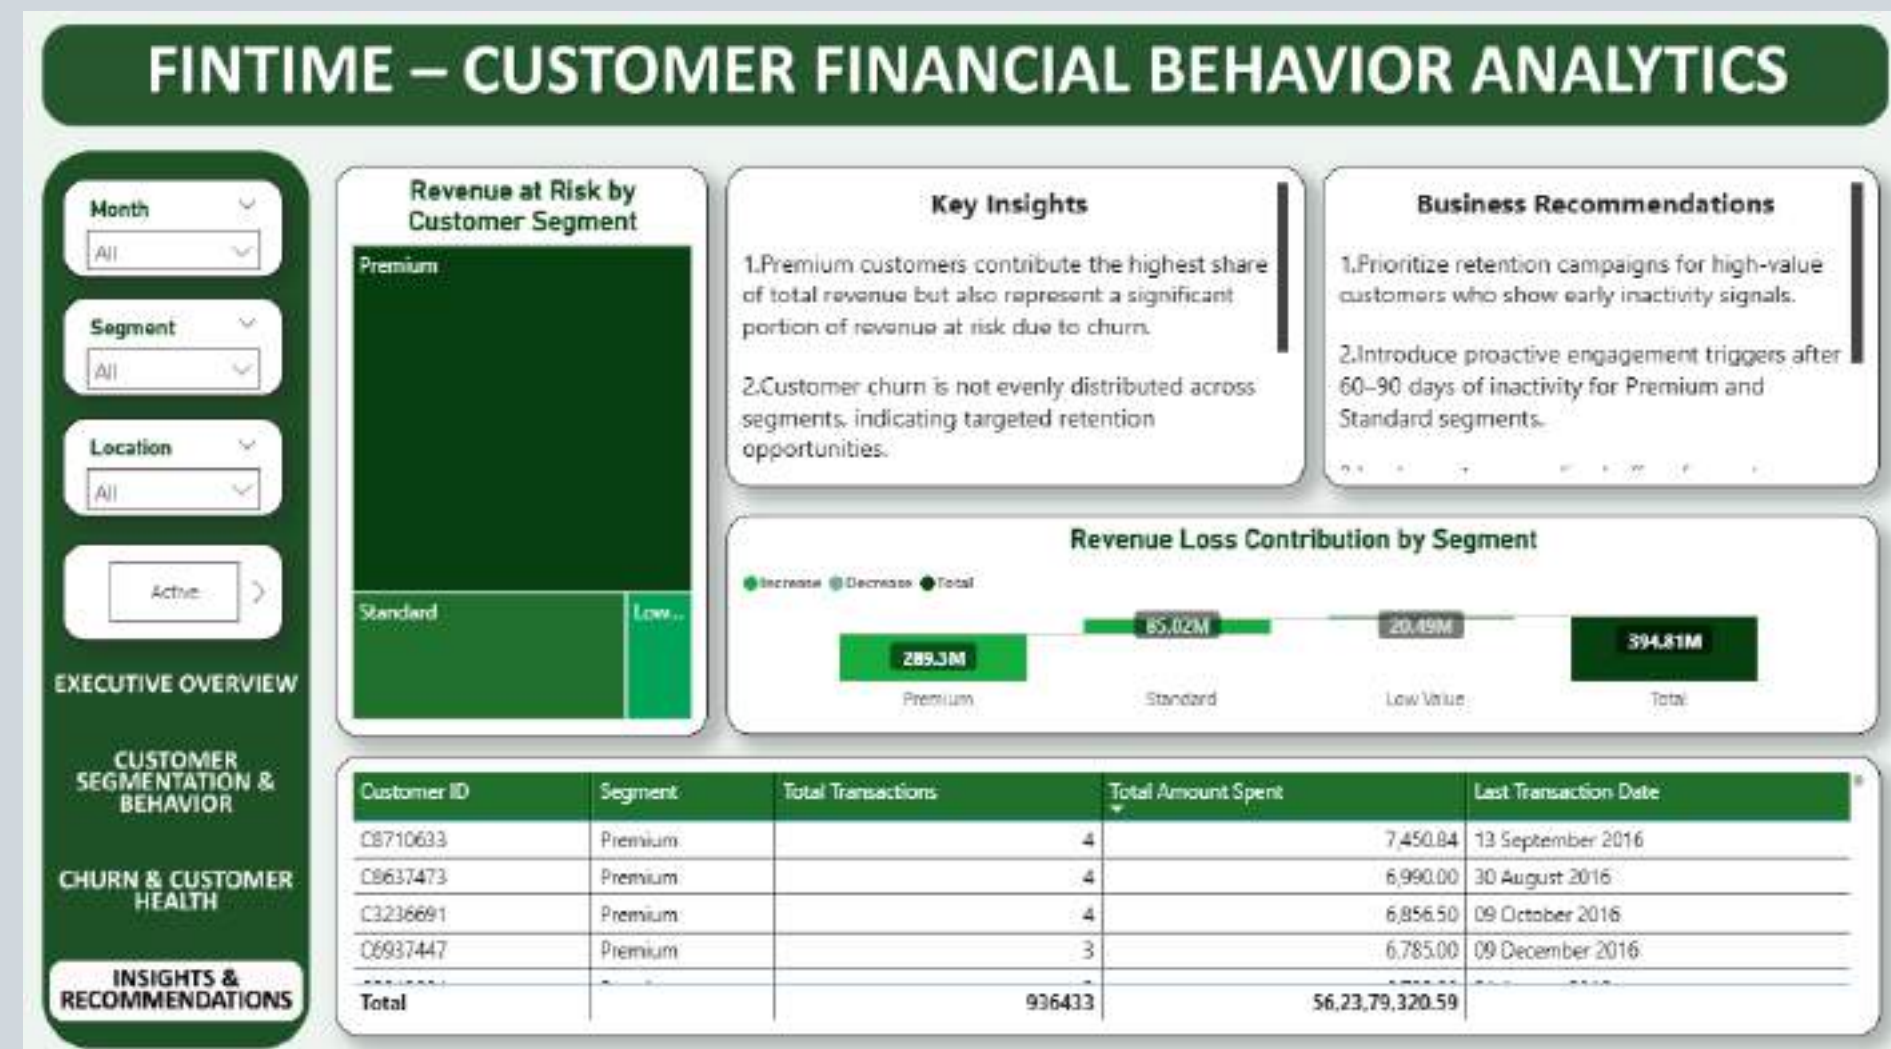 FINTIME – CUSTOMER FINANCIAL BEHAVIOR ANALYTICS
Month
All
Segment
All
Location
All
Active
EXECUTIVE OVERVIEW
CUSTOMER
SEGMENTATION &
BEHAVIOR
CHURN & CUSTOMER
HEALTH
INSIGHTS &
RECOMMENDATIONS
Revenue at Risk by
Customer Segment
Premium
Standard
Low...
Key Insights
1.Premium customers contribute the highest share
of total revenue but also represent a significant
portion of revenue at risk due to churn.
2.Customer churn is not evenly distributed across
segments, indicating targeted retention
opportunities.
Business Recommendations
1.Prioritize retention campaigns for high-value
customers who show early inactivity signals.
2.Introduce proactive engagement triggers after
60–90 days of inactivity for Premium and
Standard segments.
Revenue Loss Contribution by Segment
Increase Decrease Total
289.3M
85.02M
20.49M
394.81M
Premium Standard Low Value Total
Customer ID Segment Total Transactions Total Amount Spent Last Transaction Date
C8710633 Premium 4 7,450.84 13 September 2016
C8637473 Premium 4 6,990.00 30 August 2016
C3236691 Premium 4 6,856.50 09 October 2016
C6937447 Premium 3 6,785.00 09 December 2016
Total 936433 56,23,79,320.59